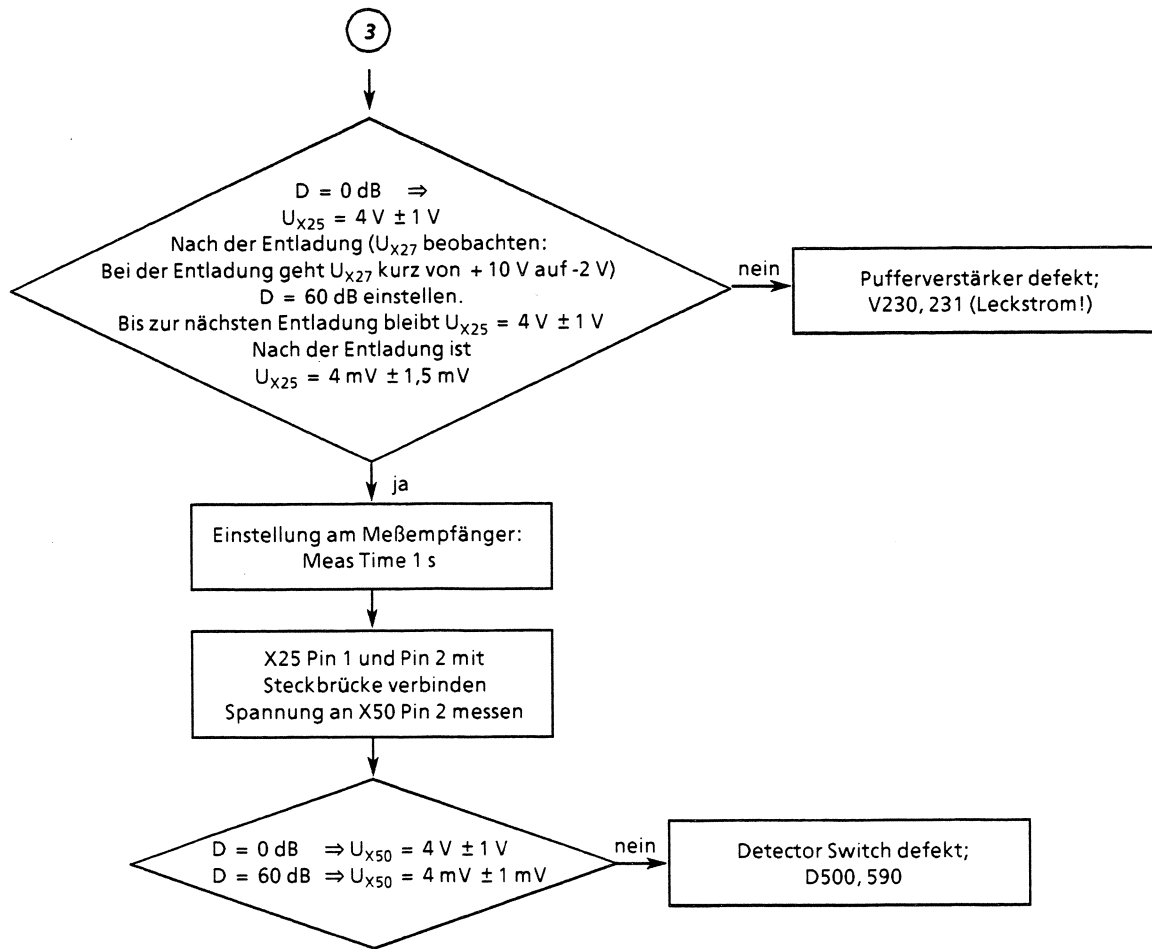 3
D = 0 dB ⇒
U_X25 = 4 V ± 1 V
Nach der Entladung (U_X27 beobachten:
Bei der Entladung geht U_X27 kurz von + 10 V auf -2 V)
D = 60 dB einstellen.
Bis zur nächsten Entladung bleibt U_X25 = 4 V ± 1 V
Nach der Entladung ist
U_X25 = 4 mV ± 1,5 mV
nein
Pufferverstärker defekt;
V230, 231 (Leckstrom!)
ja
Einstellung am Meßempfänger:
Meas Time 1 s
X25 Pin 1 und Pin 2 mit
Steckbrücke verbinden
Spannung an X50 Pin 2 messen
D = 0 dB ⇒ U_X50 = 4 V ± 1 V
D = 60 dB ⇒ U_X50 = 4 mV ± 1 mV
nein
Detector Switch defekt;
D500, 590